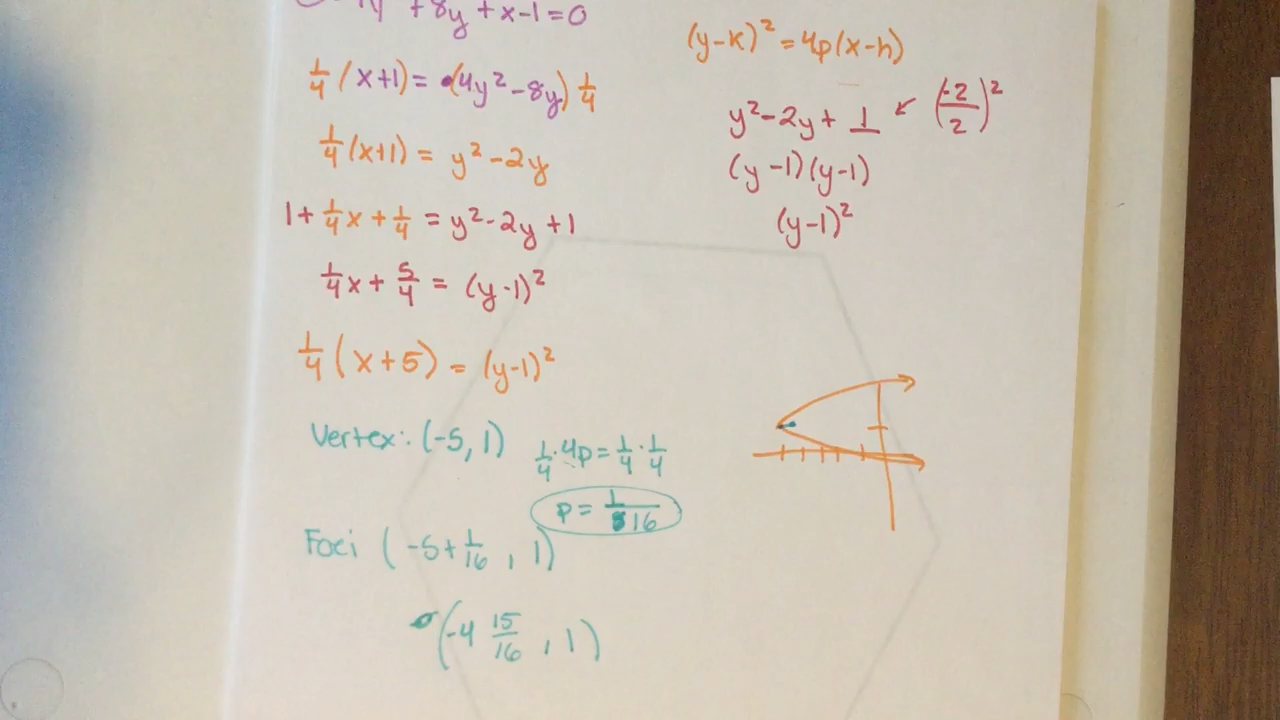 y² + 8y + x - 1 = 0
1/4 (x+1) = (4y² - 8y) 1/4
1/4 (x+1) = y² - 2y
1 + 1/4 x + 1/4 = y² - 2y + 1
1/4 x + 5/4 = (y-1)²
1/4 (x+5) = (y-1)²
Vertex: (-5, 1)
1/4 · 4p = 1/4 · 1/4
p = 1/16
Foci (-5 + 1/16 , 1)
(-4 15/16 , 1)
(y-k)² = 4p(x-h)
y² - 2y + 1 ← (-2/2)²
(y-1)(y-1)
(y-1)²